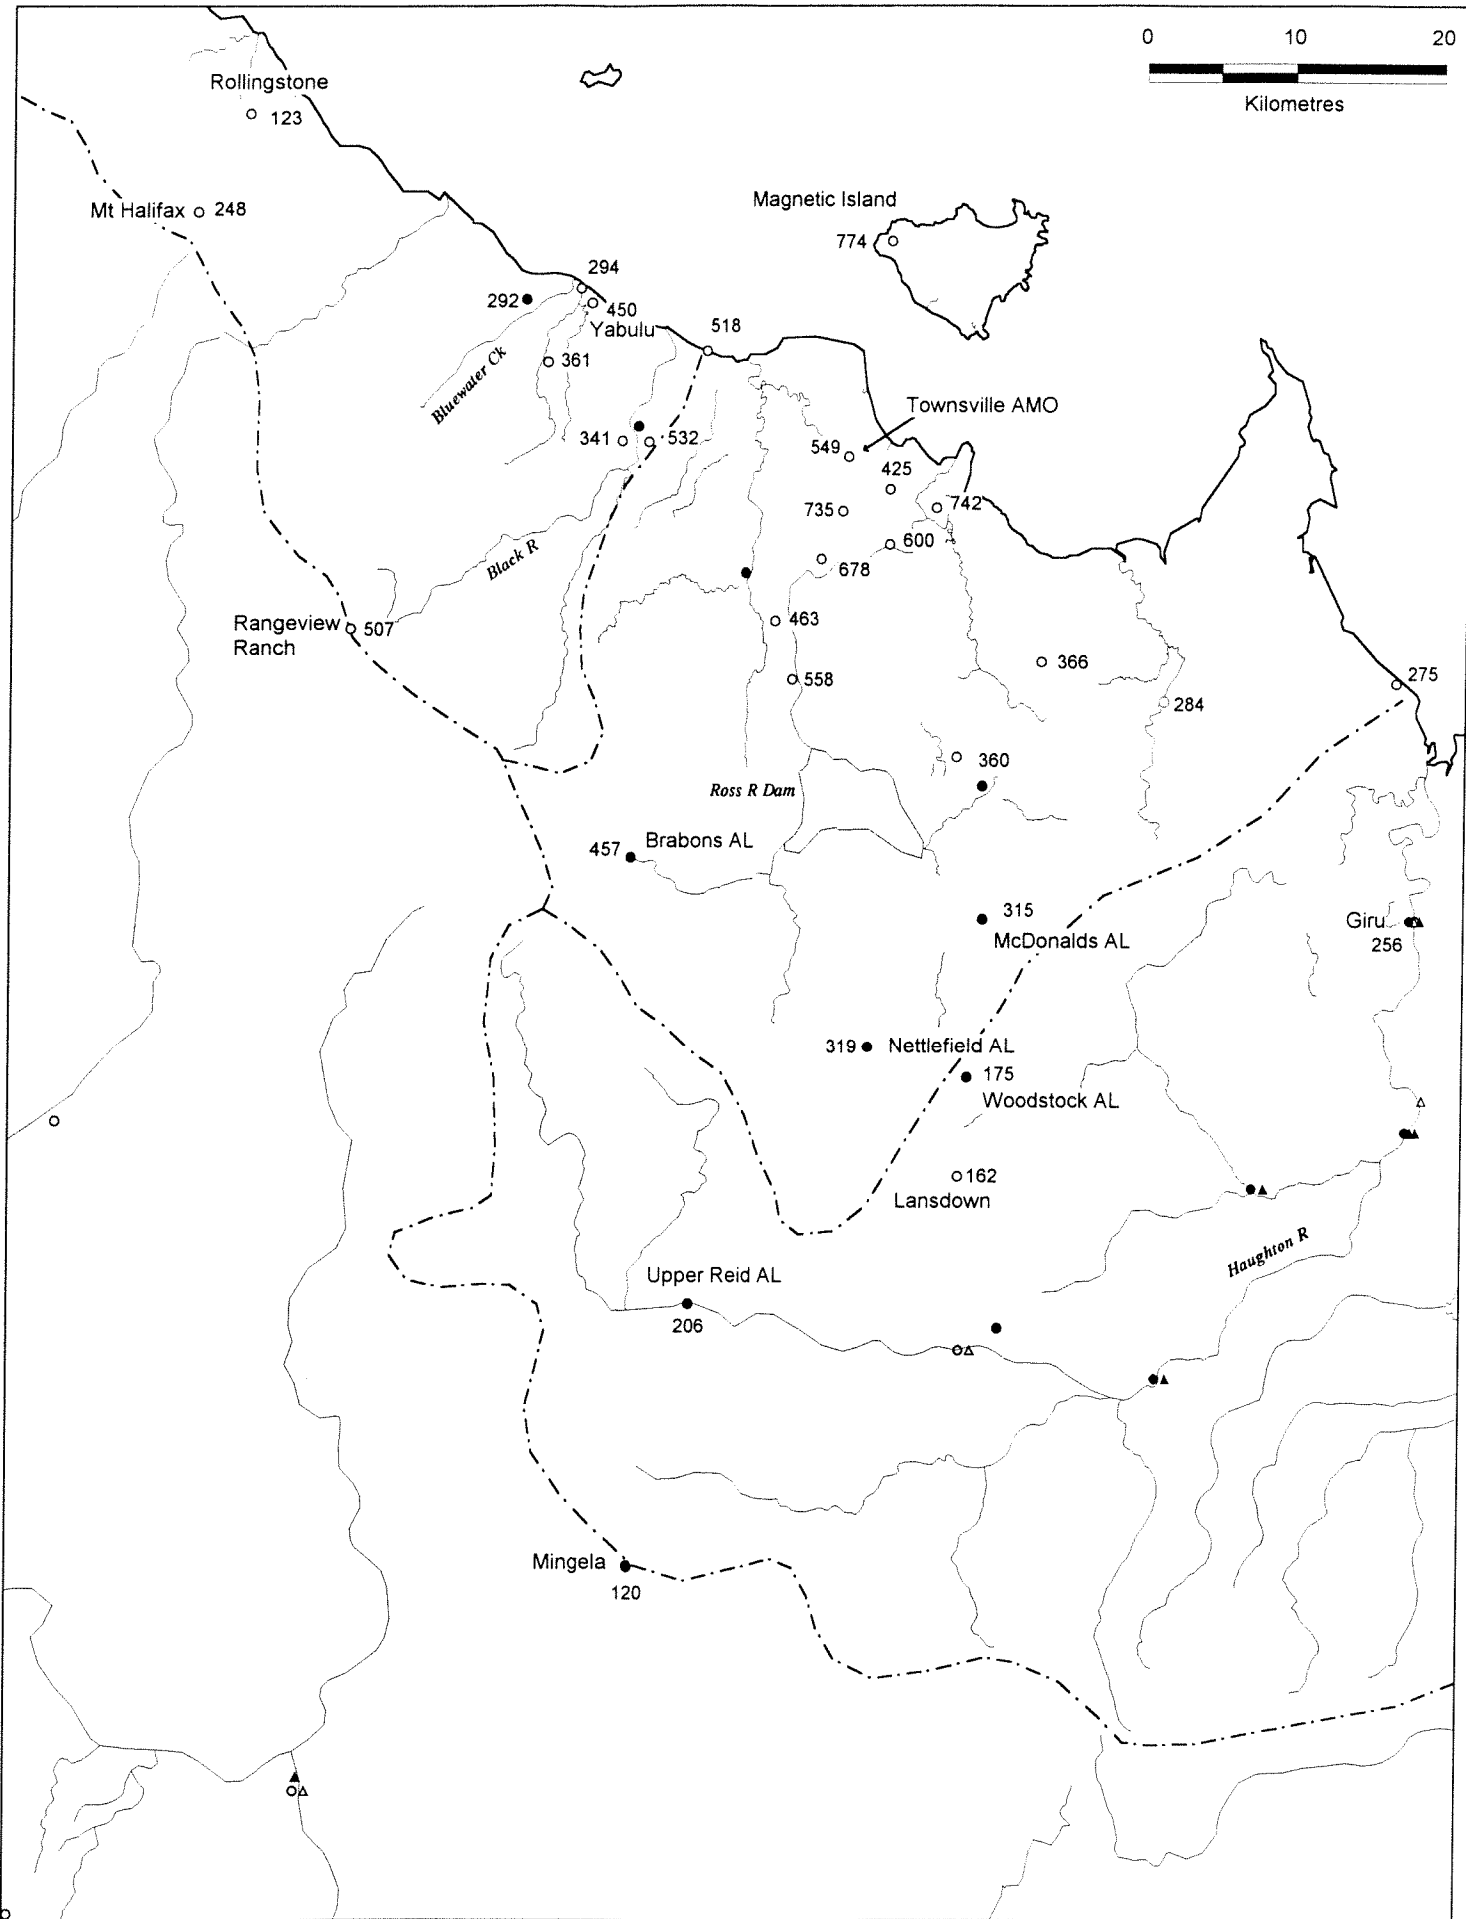 0 10 20
Kilometres
Rollingstone
123
Mt Halifax 248
Magnetic Island
774
294
292
450
Yabulu
518
361
Bluewater Ck
Townsville AMO
341
532
549
425
735
742
600
678
Black R
463
Rangeview
Ranch
507
366
558
275
284
360
Ross R Dam
457
Brabons AL
315
McDonalds AL
Giru
256
319
Nettlefield AL
175
Woodstock AL
162
Lansdown
Haughton R
Upper Reid AL
206
Mingela
120